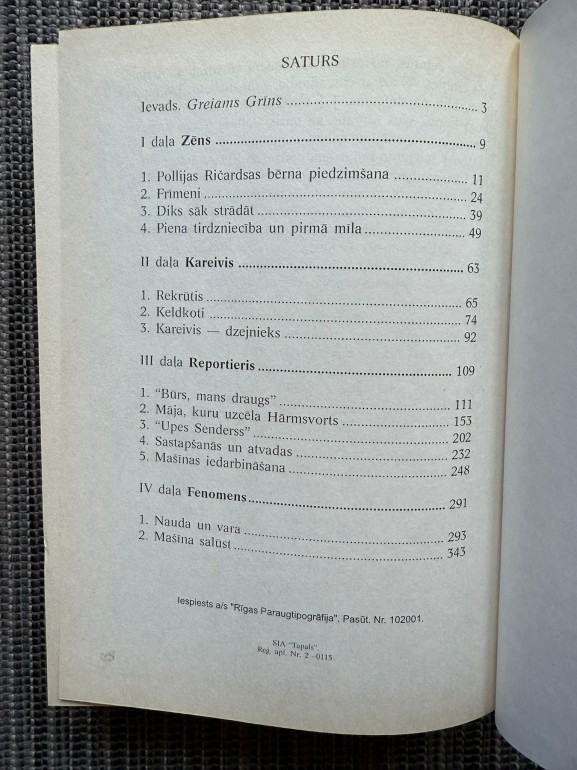 SATURS
Ievads. Greiams Grīns ........ 3
I daļa Zēns ........ 9
1. Pollijas Ričardsas bērna piedzimšana ........ 11
2. Frīmeni ........ 24
3. Diks sāk strādāt ........ 39
4. Piena tirdzniecība un pirmā mīla ........ 49
II daļa Kareivis ........ 63
1. Rekrūtis ........ 65
2. Keldkoti ........ 74
3. Kareivis — dzejnieks ........ 92
III daļa Reportieris ........ 109
1. “Būrs, mans draugs” ........ 111
2. Māja, kuru uzcēla Hārmsvorts ........ 153
3. “Upes Senderss” ........ 202
4. Sastapšanās un atvadas ........ 232
5. Mašīnas iedarbināšana ........ 248
IV daļa Fenomens ........ 291
1. Nauda un vara ........ 293
2. Mašīna salūst ........ 343
Iespiests a/s "Rīgas Paraugtipogrāfija", Pasūt. Nr. 102001.
SIA "Tapals".
Reģ. apl. Nr. 2—0115.